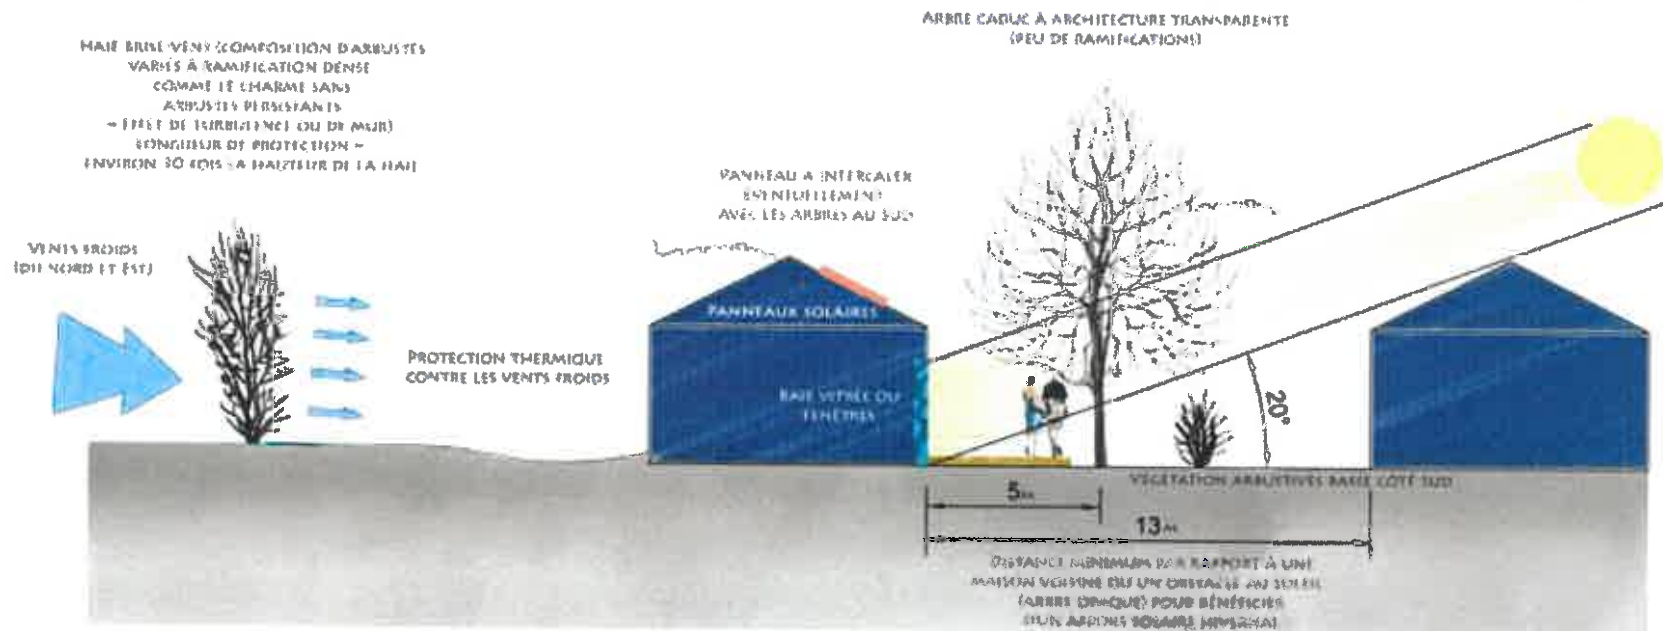 ARBRE CADUC À ARCHITECTURE TRANSPARENTE
(PEU DE RAMIFICATIONS)
HAIE BRISE-VENT (COMPOSITION D'ARBUSTES
VARIÉS À RAMIFICATION DENSE
COMME LE CHARME SANS
ARBUSTES PERSISTANTS
= EFFET DE TURBULENCE OU DE MUR)
LONGUEUR DE PROTECTION =
ENVIRON 30 FOIS LA HAUTEUR DE LA HAIE
PANNEAU A INTERCALER
EVENTUELLEMENT
AVEC LES ARBRES AU SUD
VENTS FROIDS
(DU NORD ET EST)
PANNEAUX SOLAIRES
PROTECTION THERMIQUE
CONTRE LES VENTS FROIDS
BAIE VITRÉE OU
FENÊTRES
20°
VÉGÉTATION ARBUSTIVES BASSE CÔTÉ SUD
5m
13m
DISTANCE MINIMUM PAR RAPPORT À UNE
MAISON VOISINE OU UN OBSTACLE AU SOLEIL
(ARBRE OPAQUE) POUR BÉNÉFICIER
D'UN APPORT SOLAIRE HIVERNAL